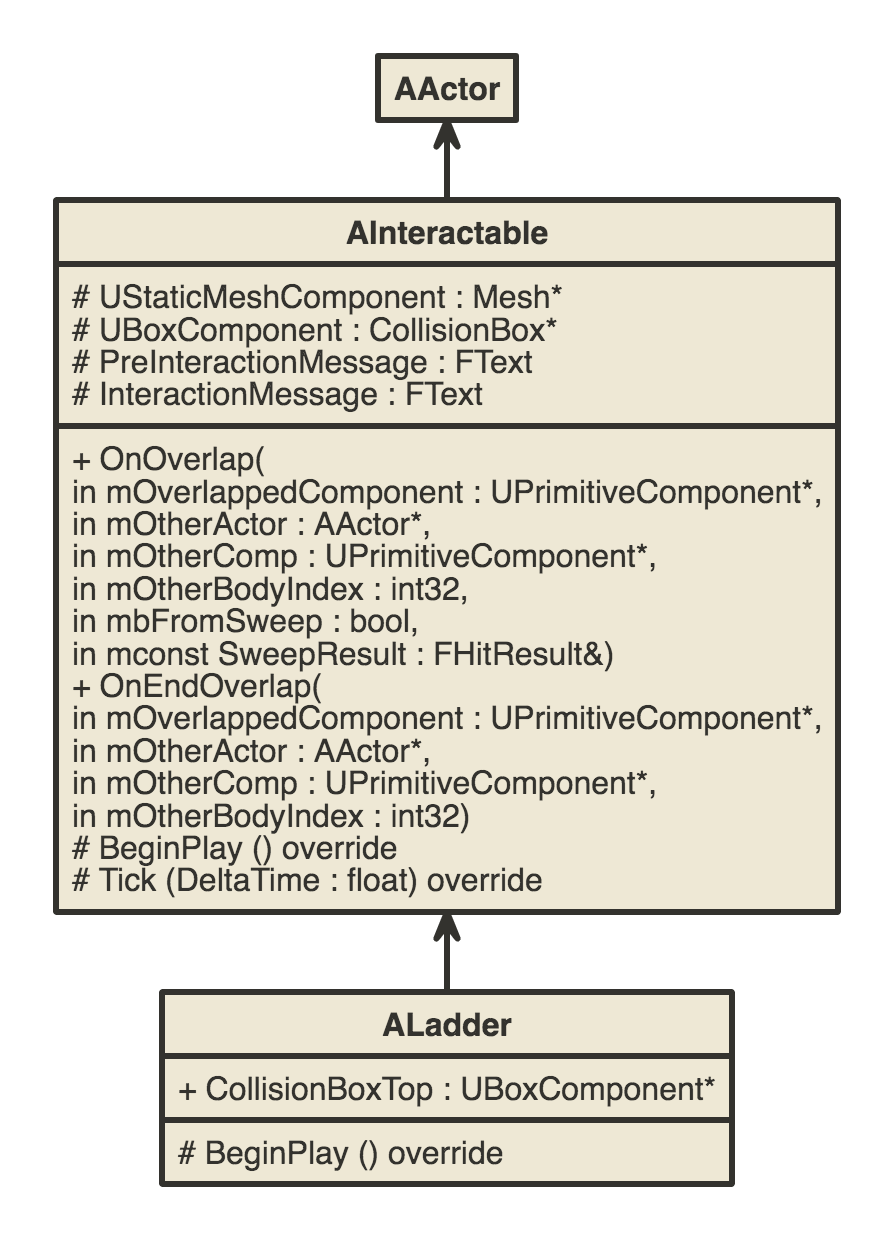 AActor
AInteractable
# UStaticMeshComponent : Mesh*
# UBoxComponent : CollisionBox*
# PreInteractionMessage : FText
# InteractionMessage : FText
+ OnOverlap(
in mOverlappedComponent : UPrimitiveComponent*,
in mOtherActor : AActor*,
in mOtherComp : UPrimitiveComponent*,
in mOtherBodyIndex : int32,
in mbFromSweep : bool,
in mconst SweepResult : FHitResult&)
+ OnEndOverlap(
in mOverlappedComponent : UPrimitiveComponent*,
in mOtherActor : AActor*,
in mOtherComp : UPrimitiveComponent*,
in mOtherBodyIndex : int32)
# BeginPlay () override
# Tick (DeltaTime : float) override
ALadder
+ CollisionBoxTop : UBoxComponent*
# BeginPlay () override